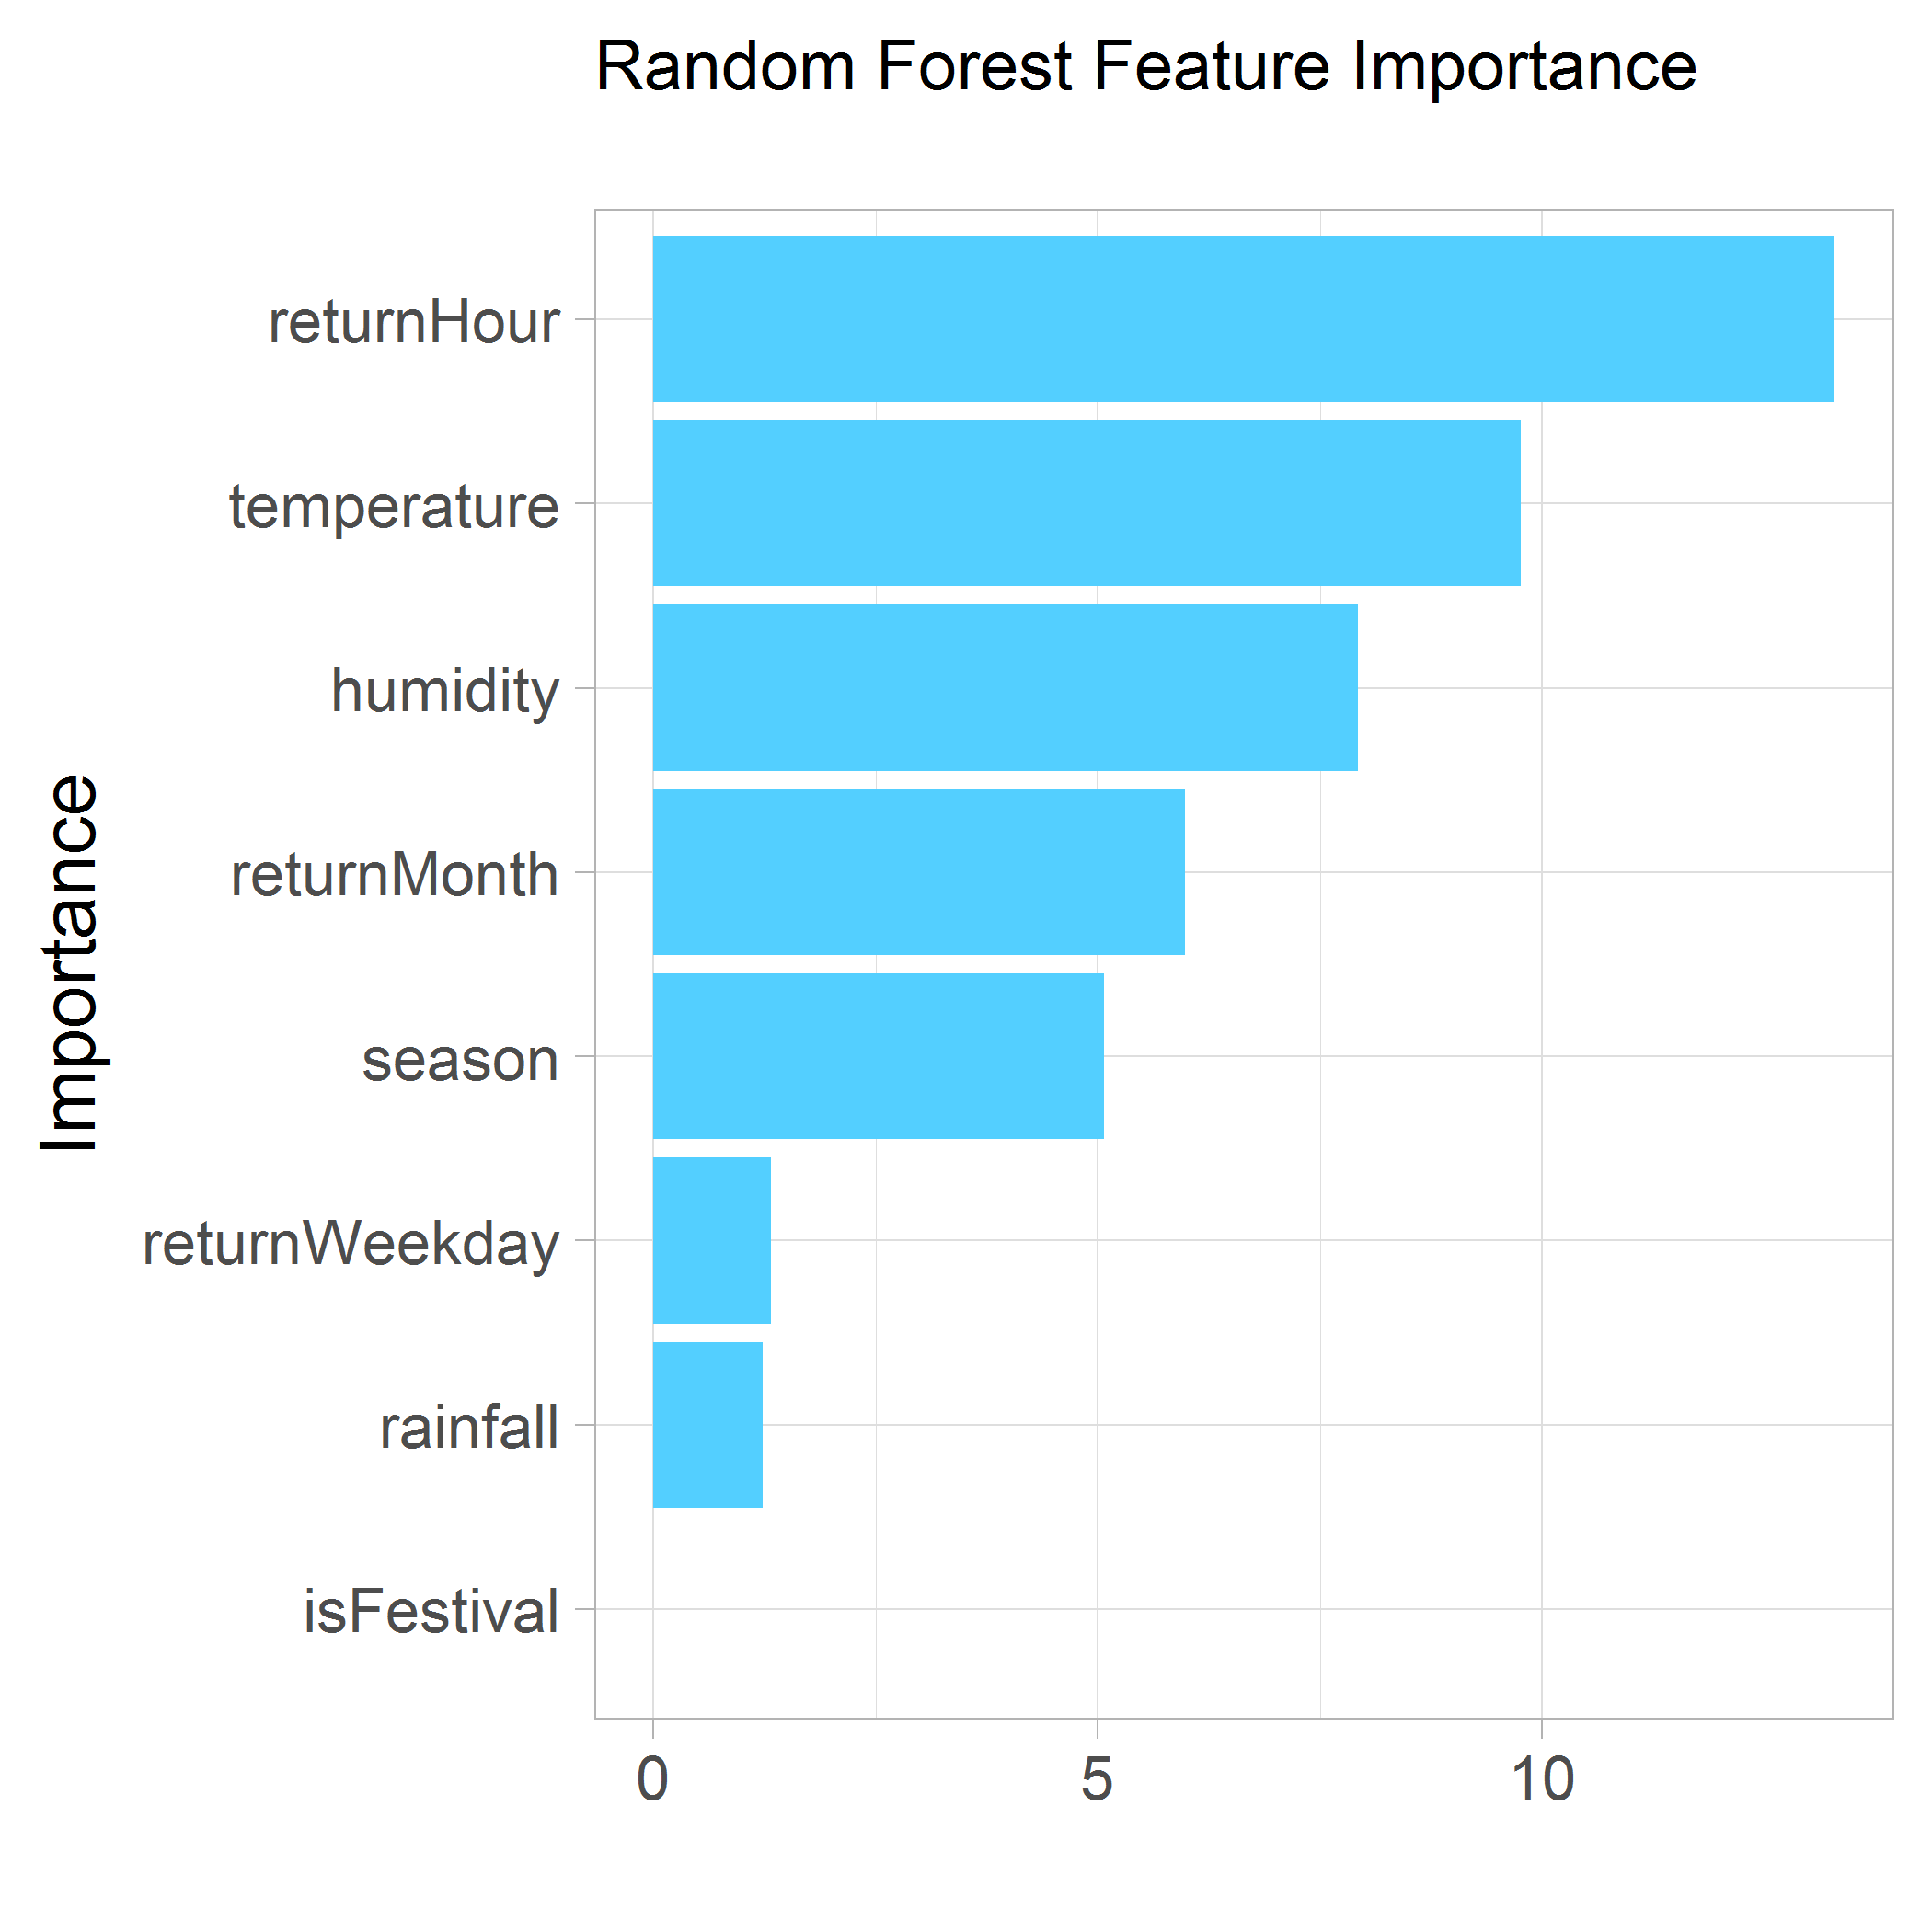 Random Forest Feature Importance
Importance
returnHour
temperature
humidity
returnMonth
season
returnWeekday
rainfall
isFestival
0 5 10